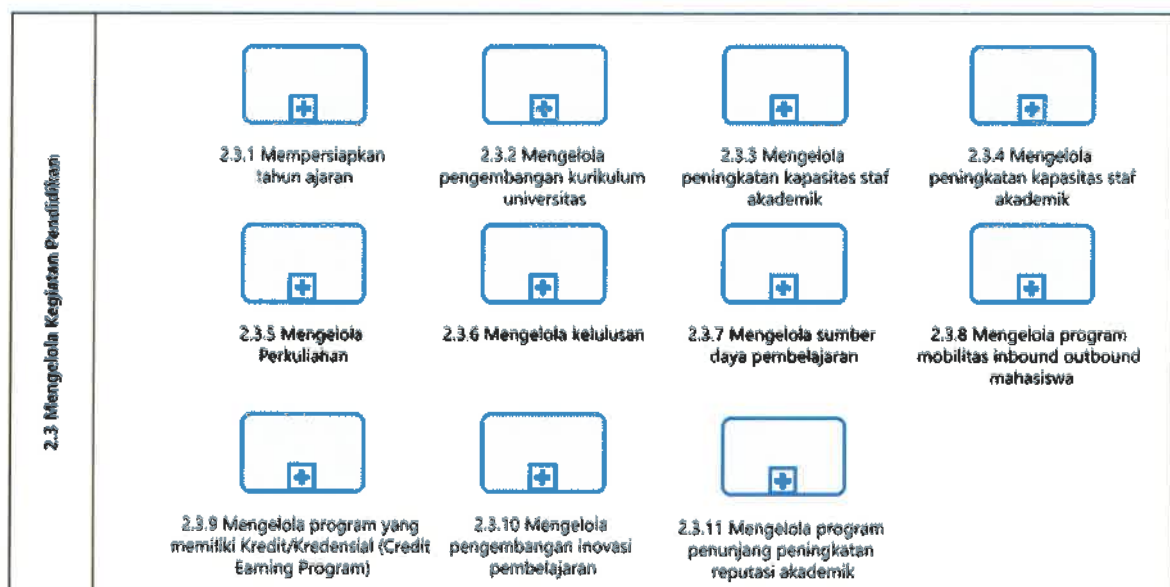 2.3 Mengelola Kegiatan Pendidikan
2.3.1 Mempersiapkan
tahun ajaran
2.3.2 Mengelola
pengembangan kurikulum
universitas
2.3.3 Mengelola
peningkatan kapasitas staf
akademik
2.3.4 Mengelola
peningkatan kapasitas staf
akademik
2.3.5 Mengelola
Perkuliahan
2.3.6 Mengelola kelulusan
2.3.7 Mengelola sumber
daya pembelajaran
2.3.8 Mengelola program
mobilitas inbound outbound
mahasiswa
2.3.9 Mengelola program yang
memiliki Kredit/Kredensial (Credit
Earning Program)
2.3.10 Mengelola
pengembangan inovasi
pembelajaran
2.3.11 Mengelola program
penunjang peningkatan
reputasi akademik